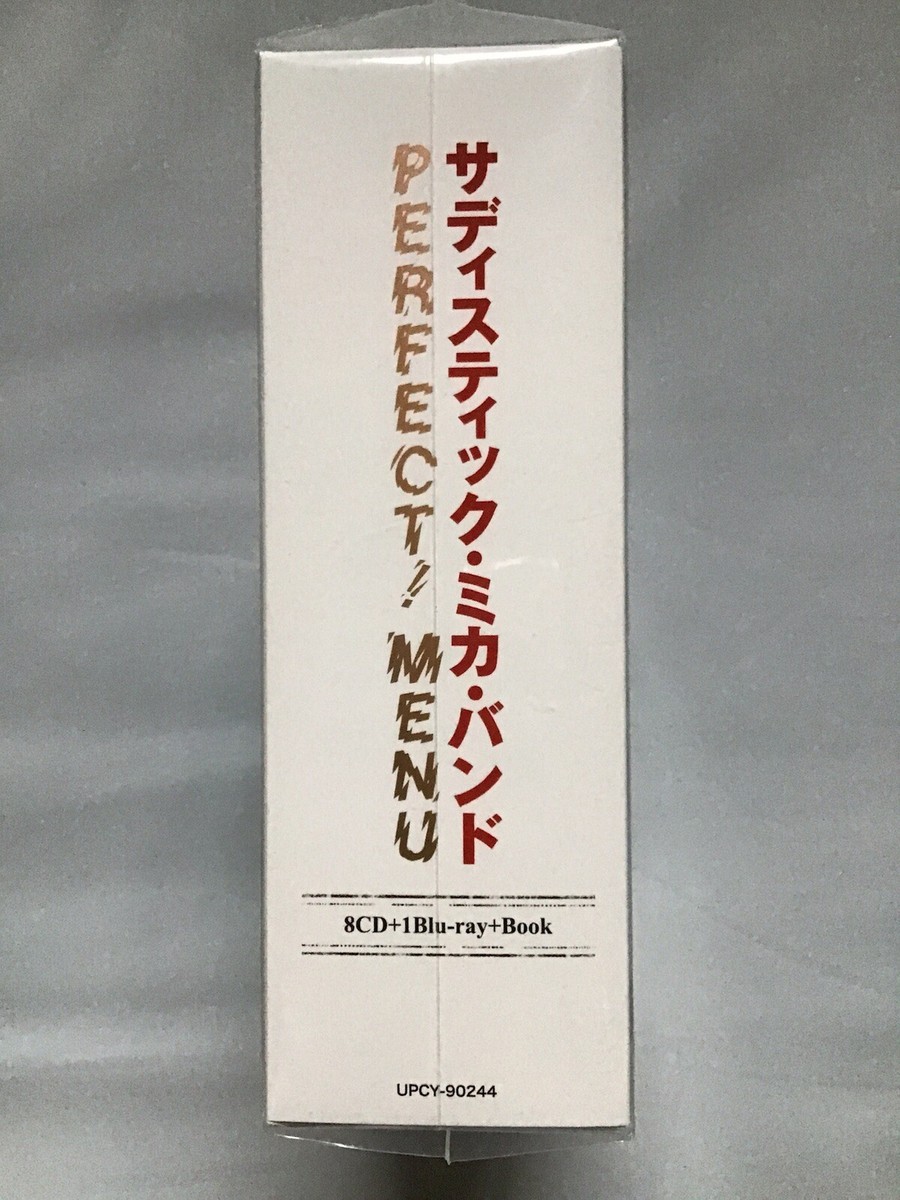 サディスティック・ミカ・バンド
PERFECT! MENU
8CD+1Blu-ray+Book
UPCY-90244